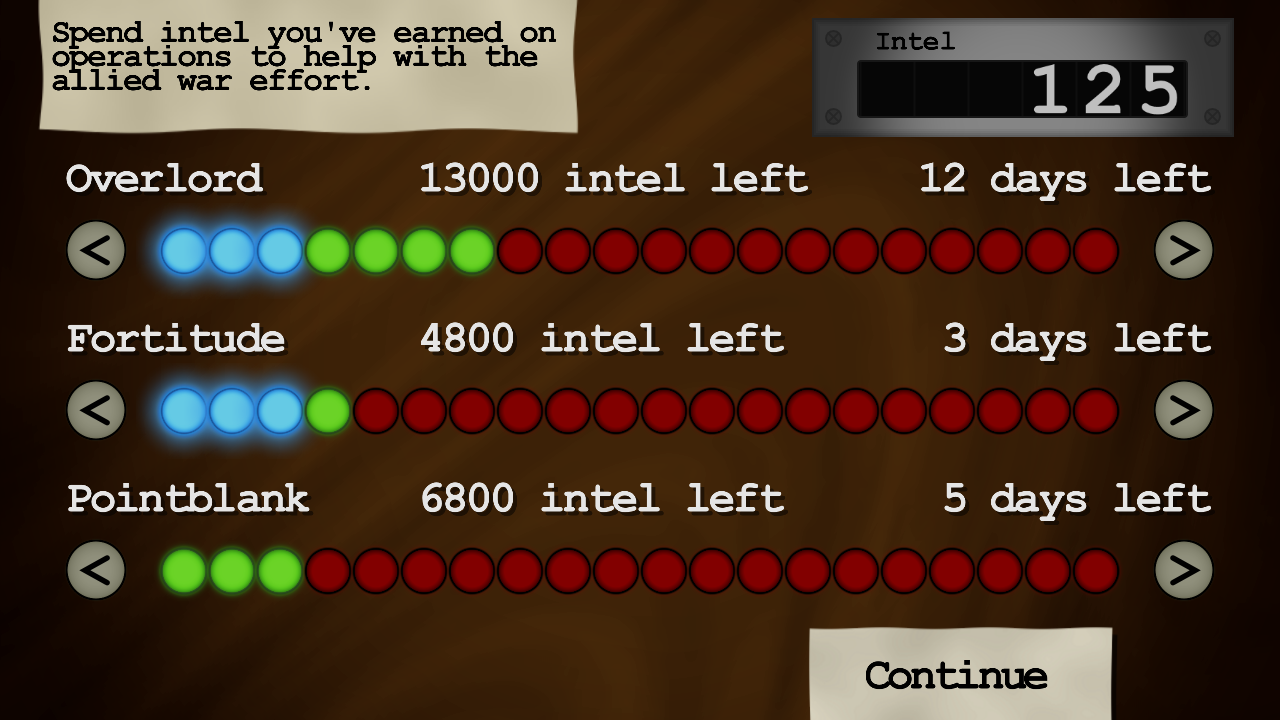 Spend intel you've earned on
operations to help with the
allied war effort.
Intel
125
Overlord 13000 intel left 12 days left
< >
Fortitude 4800 intel left 3 days left
< >
Pointblank 6800 intel left 5 days left
< >
Continue